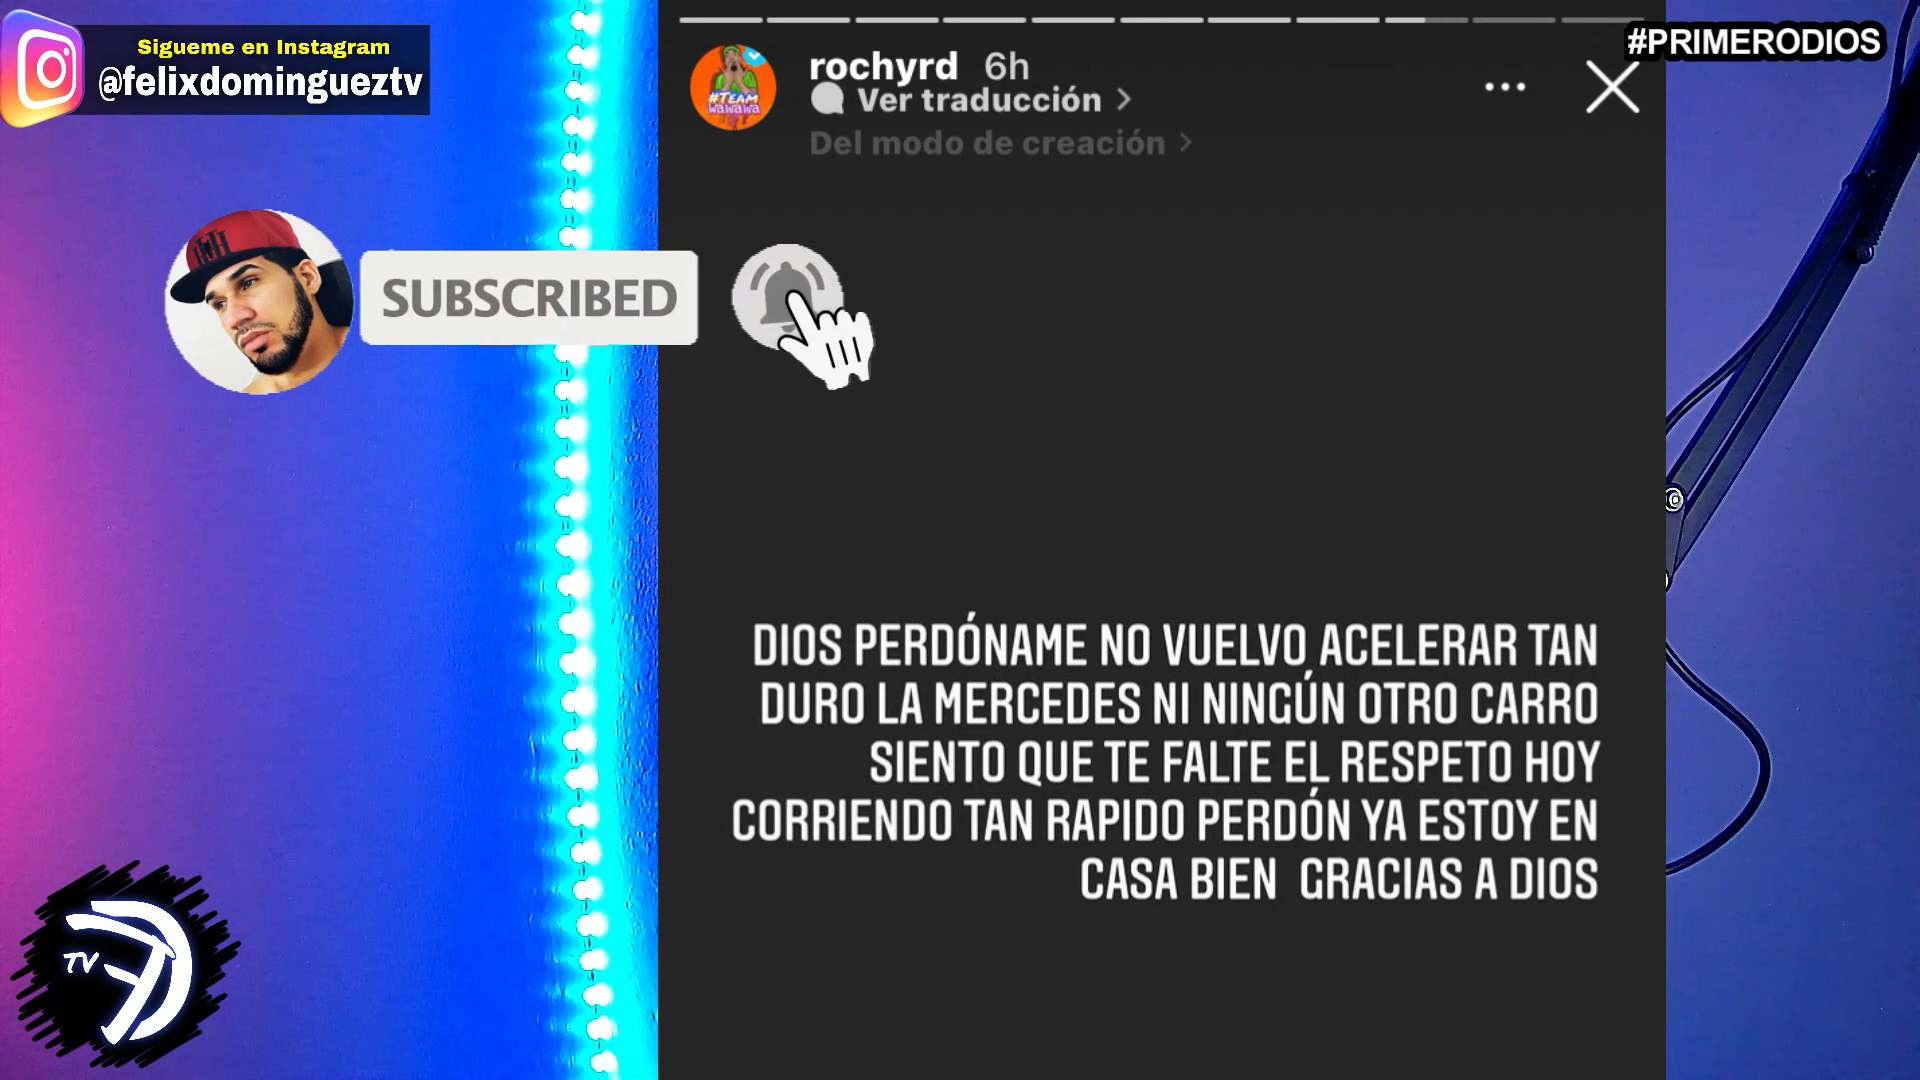 Sigueme en Instagram
@felixdomingueztv
#PRIMERODIOS
rochyrd 6h
Ver traducción >
Del modo de creación >
#TEAM
WAWAWA
SUBSCRIBED
DIOS PERDÓNAME NO VUELVO ACELERAR TAN
DURO LA MERCEDES NI NINGÚN OTRO CARRO
SIENTO QUE TE FALTE EL RESPETO HOY
CORRIENDO TAN RAPIDO PERDÓN YA ESTOY EN
CASA BIEN GRACIAS A DIOS
TV